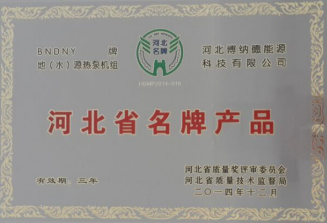 BNDNY 牌
地(水)源热泵机组
河北
名牌
河北博纳德能源
科技有限公司
河北省名牌产品
有效期·三年
河北省质量奖评审委员会
河北省质量技术监督局
二〇一四年十二月